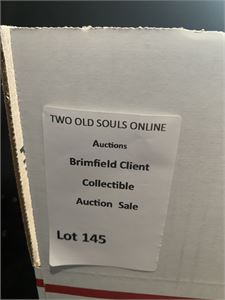 TWO OLD SOULS ONLINE
Auctions
Brimfield Client
Collectible
Auction Sale
Lot 145